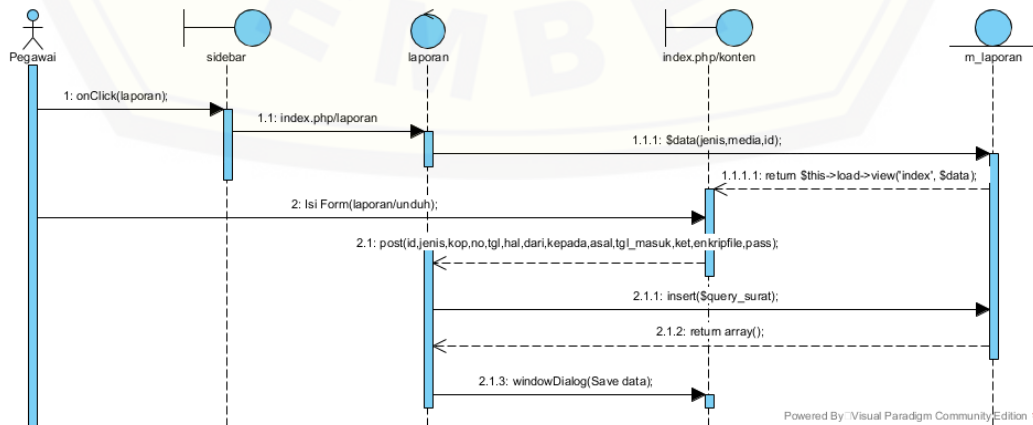 Pegawai
sidebar
laporan
index.php/konten
m_laporan
1: onClick(laporan);
1.1: index.php/laporan
1.1.1: $data(jenis,media,id);
1.1.1.1: return $this->load->view('index', $data);
2: Isi Form(laporan/unduh);
2.1: post(id,jenis,kop,no,tgl,hal,dari,kepada,asal,tgl_masuk,ket,enkripfile,pass);
2.1.1: insert($query_surat);
2.1.2: return array();
2.1.3: windowDialog(Save data);
Powered By Visual Paradigm Community Edition
EMBE